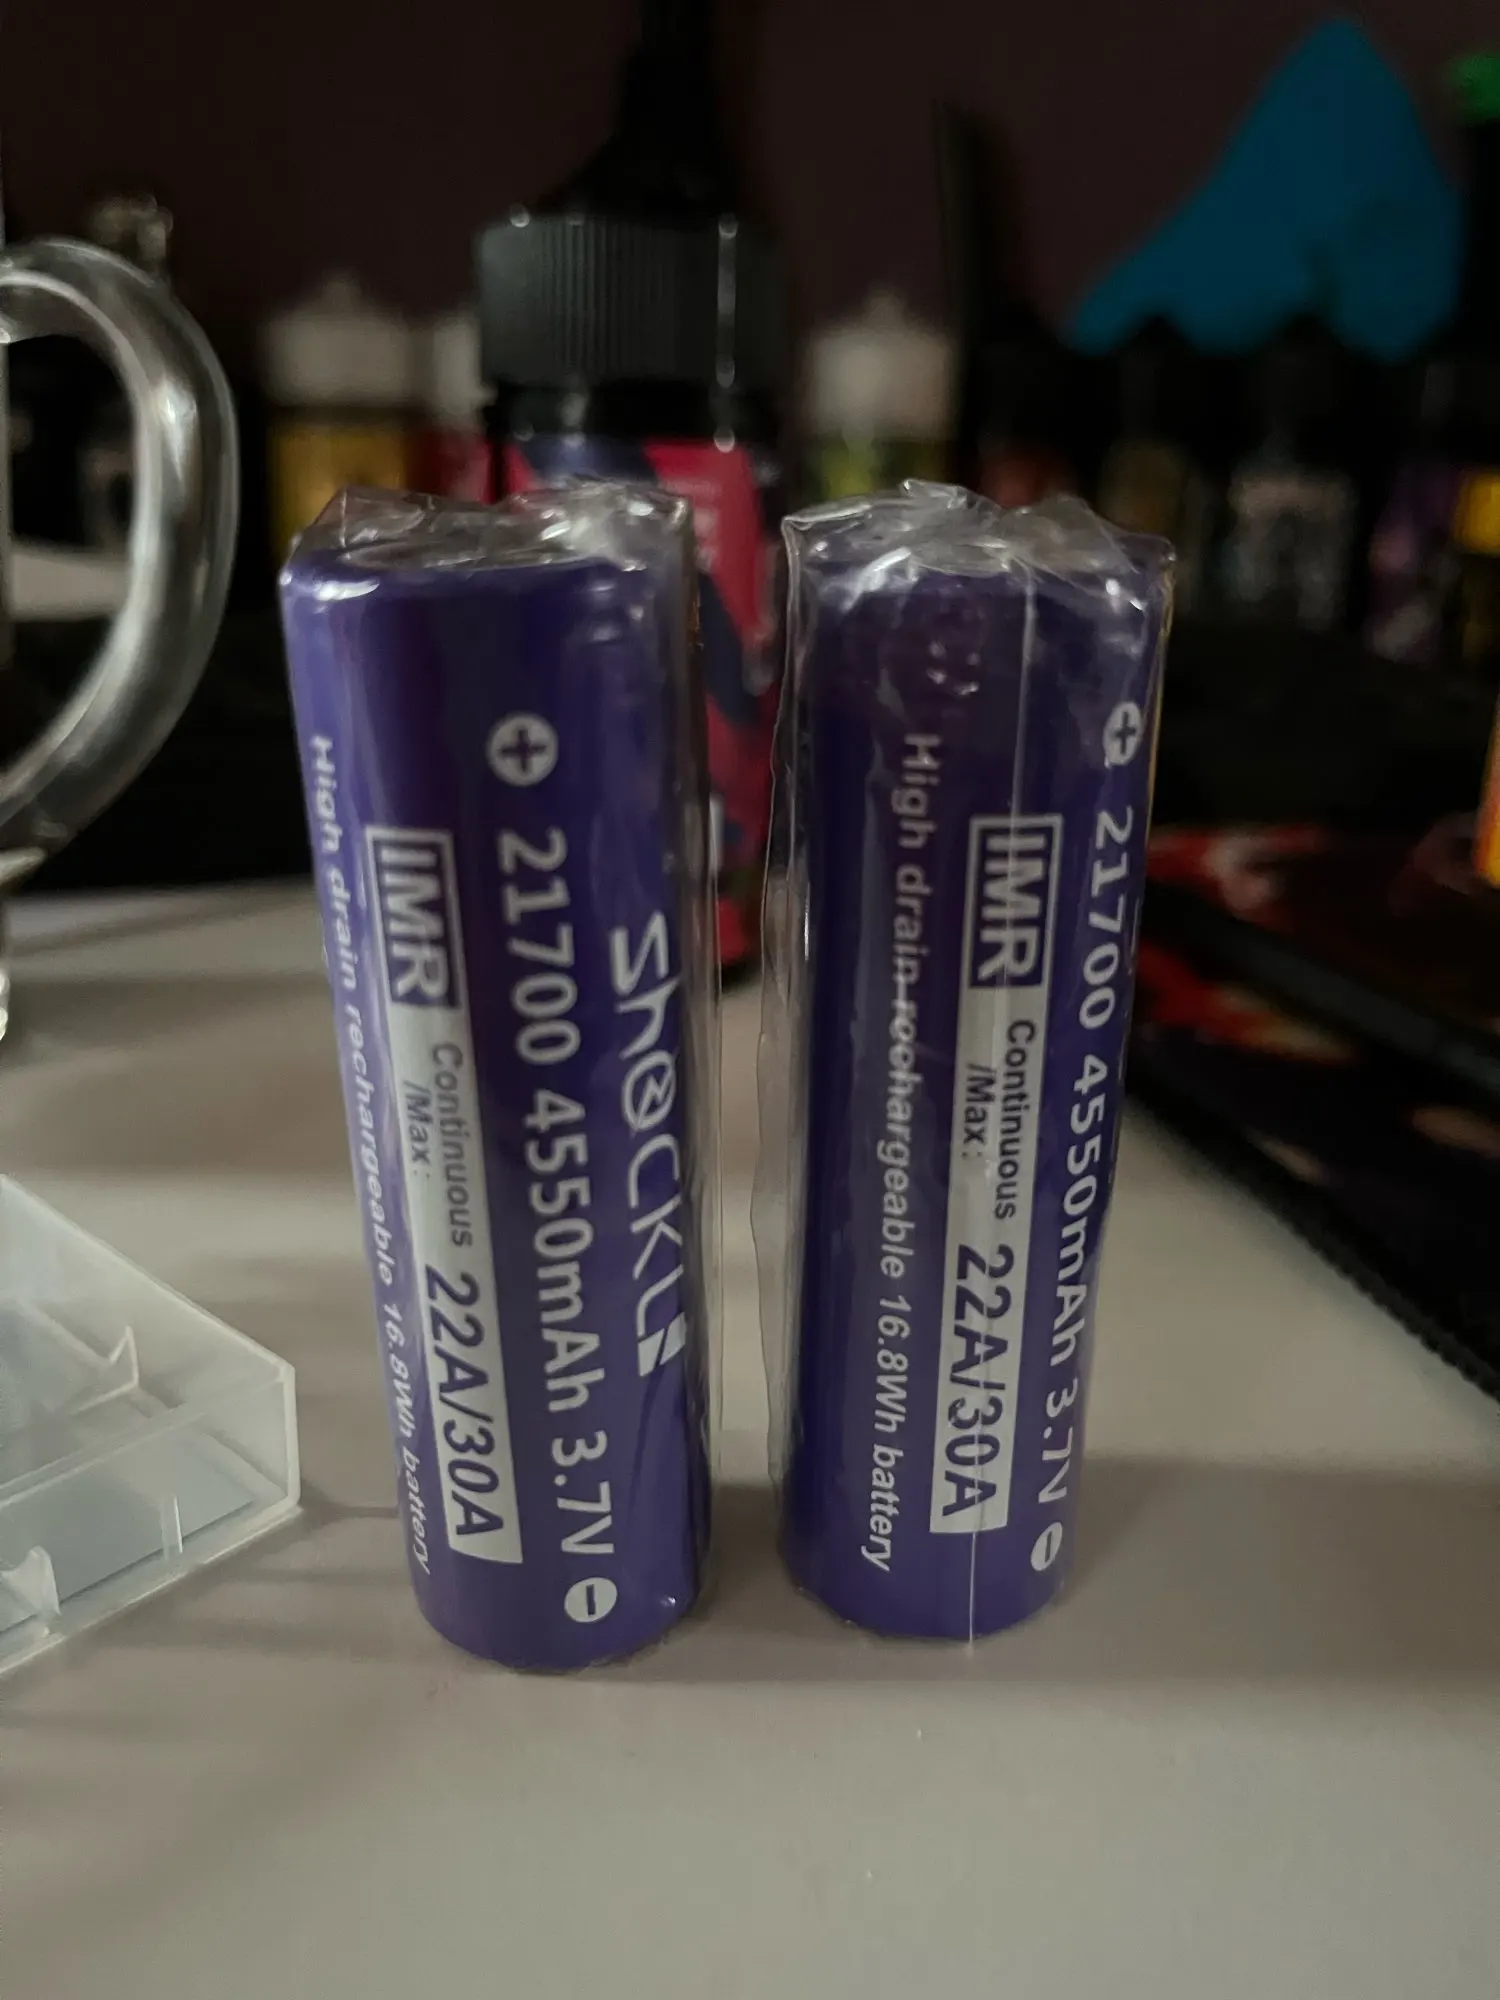 SHOCKLI
+ 21700 4550mAh 3.7V -
IMR Continuous /Max: 22A/30A
High drain rechargeable 16.8Wh battery
+ 21700 4550mAh 3.7V -
IMR Continuous /Max: 22A/30A
High drain rechargeable 16.8Wh battery